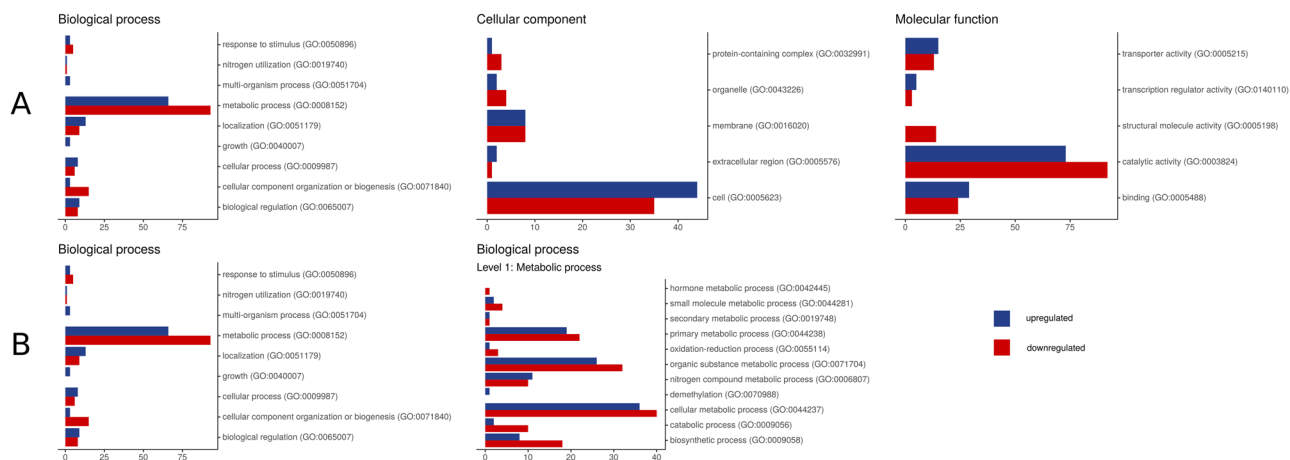 Biological process
response to stimulus (GO:0050896)
nitrogen utilization (GO:0019740)
multi-organism process (GO:0051704)
metabolic process (GO:0008152)
localization (GO:0051179)
growth (GO:0040007)
cellular process (GO:0009987)
cellular component organization or biogenesis (GO:0071840)
biological regulation (GO:0065007)
0 25 50 75
A
Cellular component
protein-containing complex (GO:0032991)
organelle (GO:0043226)
membrane (GO:0016020)
extracellular region (GO:0005576)
cell (GO:0005623)
0 10 20 30 40
Molecular function
transporter activity (GO:0005215)
transcription regulator activity (GO:0140110)
structural molecule activity (GO:0005198)
catalytic activity (GO:0003824)
binding (GO:0005488)
0 25 50 75
Biological process
response to stimulus (GO:0050896)
nitrogen utilization (GO:0019740)
multi-organism process (GO:0051704)
metabolic process (GO:0008152)
localization (GO:0051179)
growth (GO:0040007)
cellular process (GO:0009987)
cellular component organization or biogenesis (GO:0071840)
biological regulation (GO:0065007)
0 25 50 75
B
Biological process
Level 1: Metabolic process
hormone metabolic process (GO:0042445)
small molecule metabolic process (GO:0044281)
secondary metabolic process (GO:0019748)
primary metabolic process (GO:0044238)
oxidation-reduction process (GO:0055114)
organic substance metabolic process (GO:0071704)
nitrogen compound metabolic process (GO:0006807)
demethylation (GO:0070988)
cellular metabolic process (GO:0044237)
catabolic process (GO:0009056)
biosynthetic process (GO:0009058)
0 10 20 30 40
upregulated
downregulated